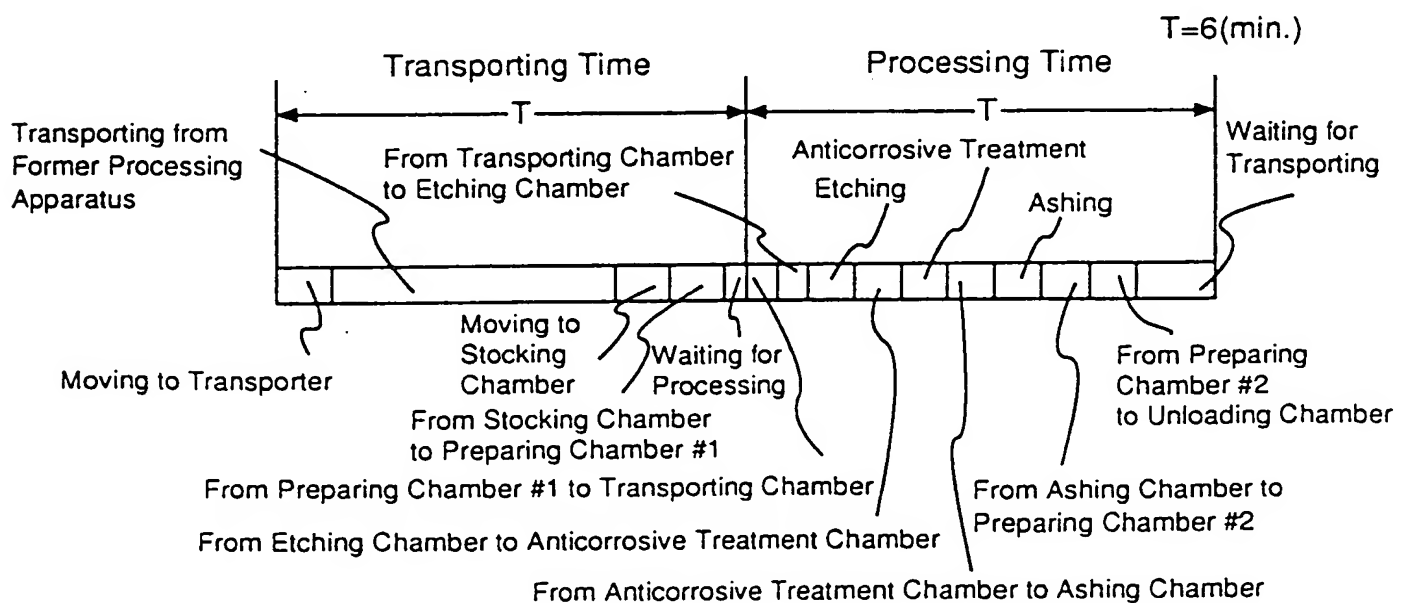 T=6(min.)
Transporting Time
Processing Time
T
T
Transporting from
Former Processing
Apparatus
From Transporting Chamber
to Etching Chamber
Anticorrosive Treatment
Etching
Ashing
Waiting for
Transporting
Moving to Transporter
Moving to
Stocking
Chamber
Waiting for
Processing
From Stocking Chamber
to Preparing Chamber #1
From Preparing
Chamber #2
to Unloading Chamber
From Preparing Chamber #1 to Transporting Chamber
From Ashing Chamber to
Preparing Chamber #2
From Etching Chamber to Anticorrosive Treatment Chamber
From Anticorrosive Treatment Chamber to Ashing Chamber